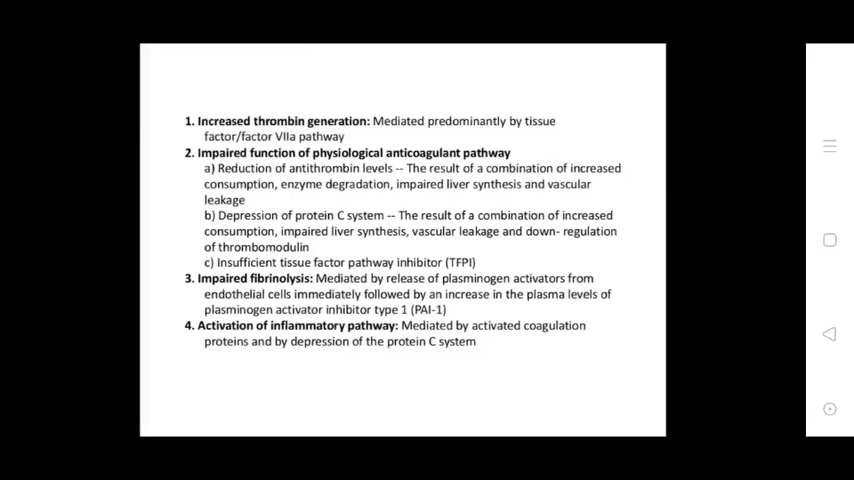 1. Increased thrombin generation: Mediated predominantly by tissue
factor/factor VIIa pathway
2. Impaired function of physiological anticoagulant pathway
a) Reduction of antithrombin levels -- The result of a combination of increased
consumption, enzyme degradation, impaired liver synthesis and vascular
leakage
b) Depression of protein C system -- The result of a combination of increased
consumption, impaired liver synthesis, vascular leakage and down- regulation
of thrombomodulin
c) Insufficient tissue factor pathway inhibitor (TFPI)
3. Impaired fibrinolysis: Mediated by release of plasminogen activators from
endothelial cells immediately followed by an increase in the plasma levels of
plasminogen activator inhibitor type 1 (PAI-1)
4. Activation of inflammatory pathway: Mediated by activated coagulation
proteins and by depression of the protein C system